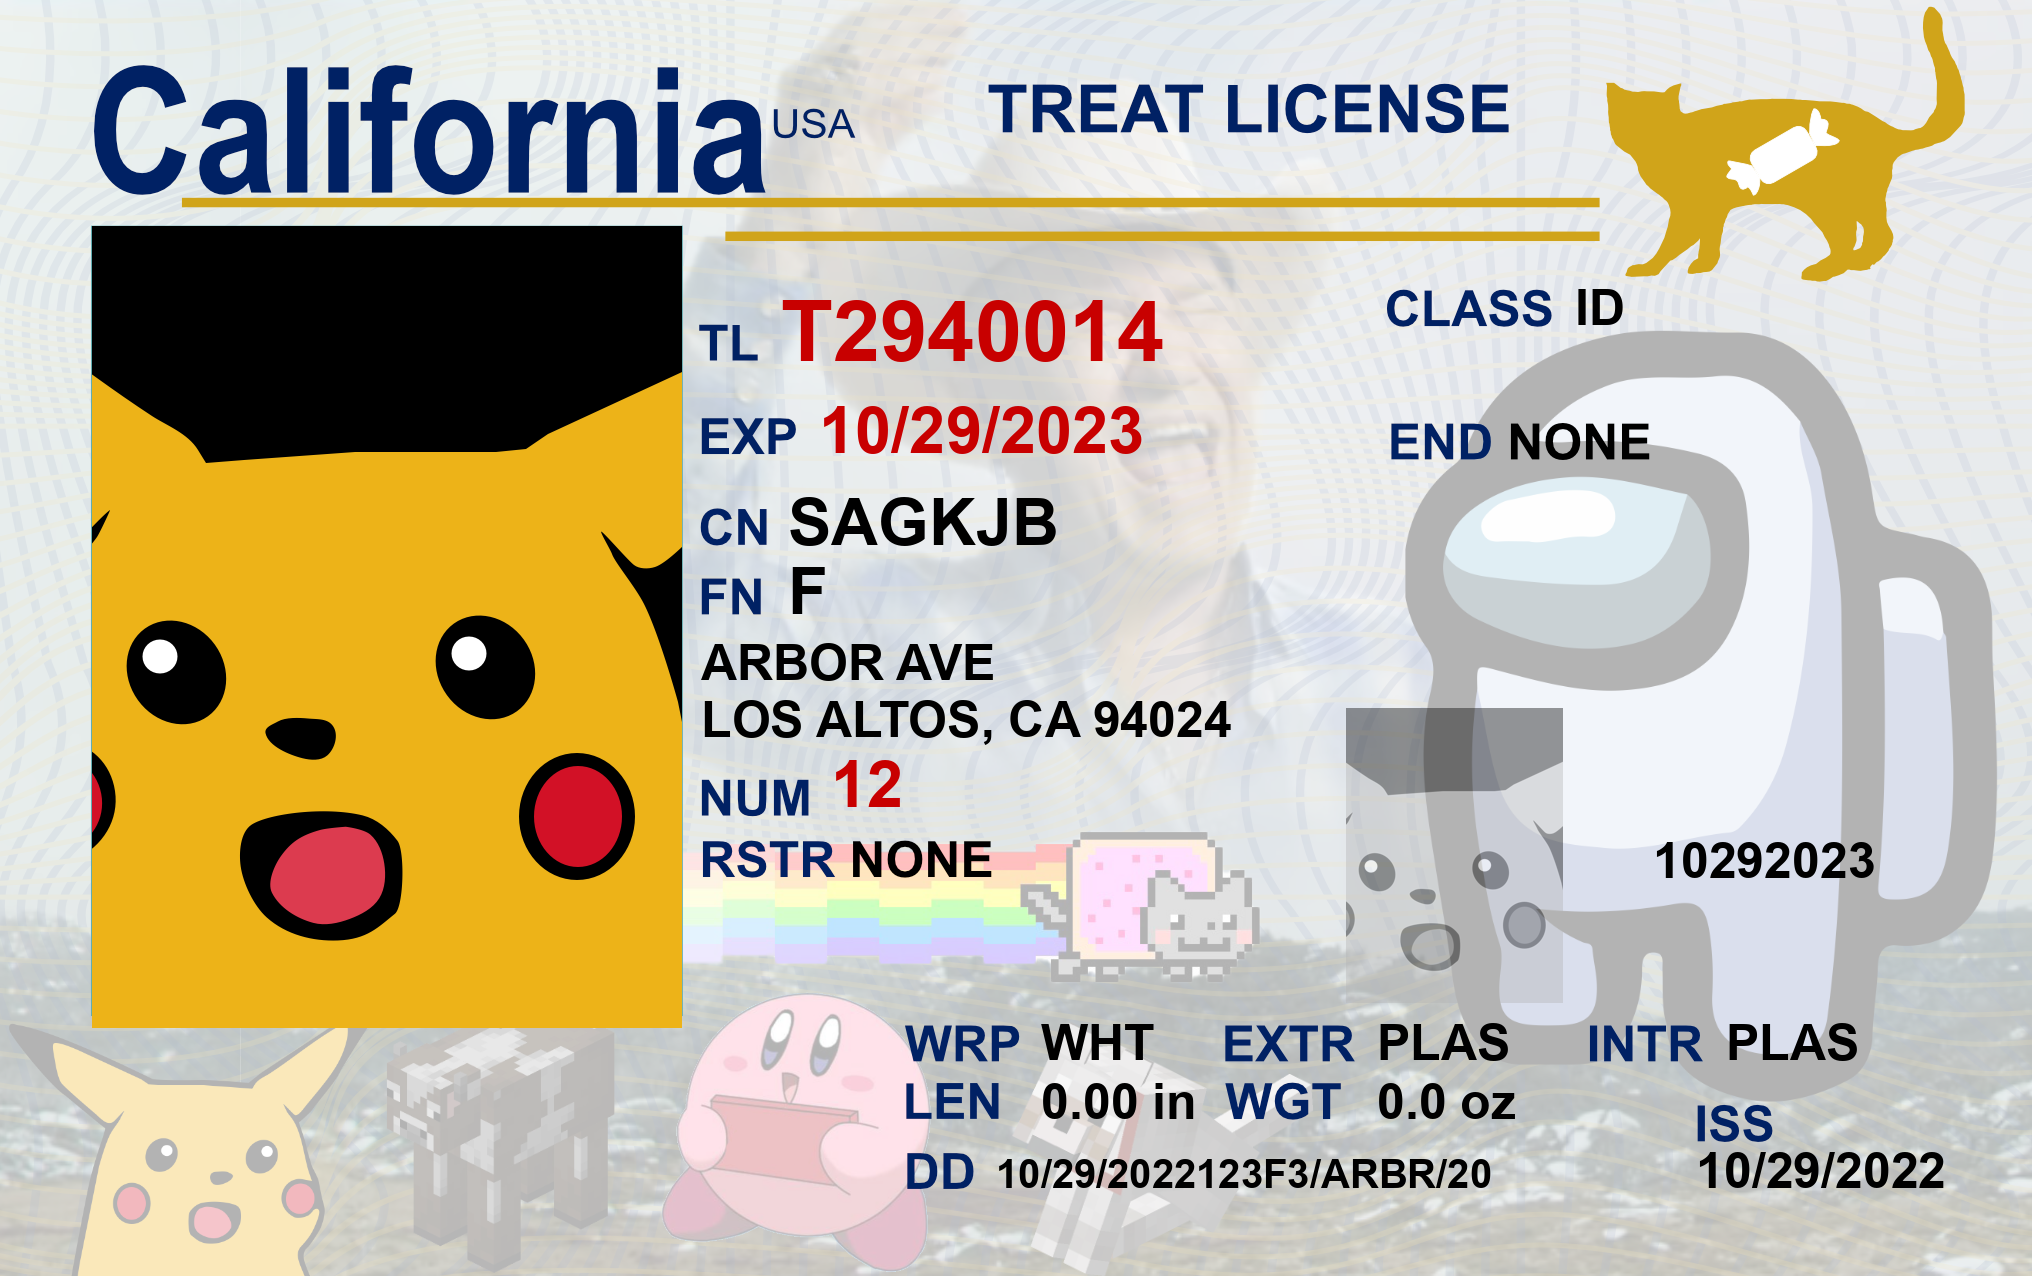 California USA TREAT LICENSE
TL T2940014
CLASS ID
EXP 10/29/2023
END NONE
CN SAGKJB
FN F
ARBOR AVE
LOS ALTOS, CA 94024
NUM 12
RSTR NONE
10292023
WRP WHT EXTR PLAS INTR PLAS
LEN 0.00 in WGT 0.0 oz
DD 10/29/2022123F3/ARBR/20
ISS
10/29/2022